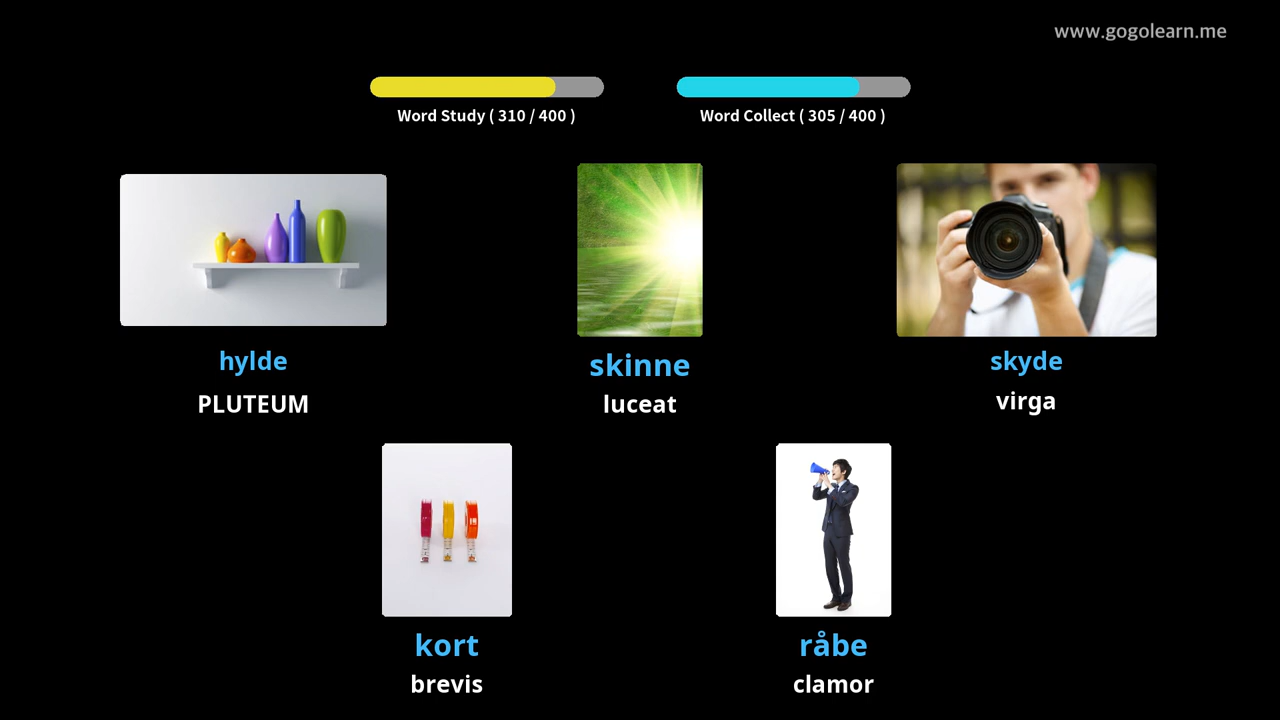 www.gogolearn.me
Word Study ( 310 / 400 )
Word Collect ( 305 / 400 )
hylde
PLUTEUM
skinne
luceat
skyde
virga
kort
brevis
råbe
clamor